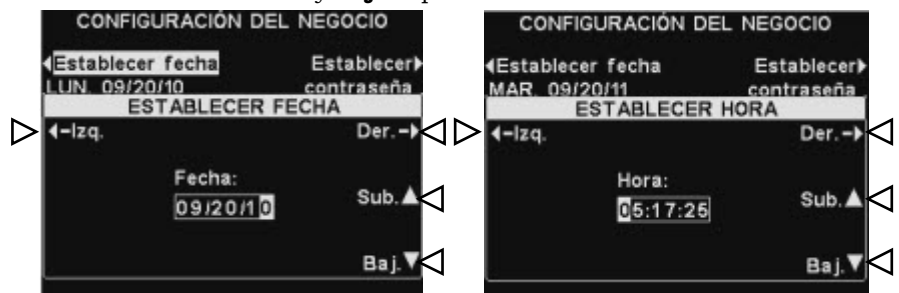 CONFIGURACIÓN DEL NEGOCIO
Establecer fecha Establecer
LUN. 09/20/10 contraseña
ESTABLECER FECHA
Izq. Der.
Fecha:
09/20/10
Sub.
Baj.
CONFIGURACIÓN DEL NEGOCIO
Establecer fecha Establecer
MAR. 09/20/11 contraseña
ESTABLECER HORA
Izq. Der.
Hora:
05:17:25
Sub.
Baj.